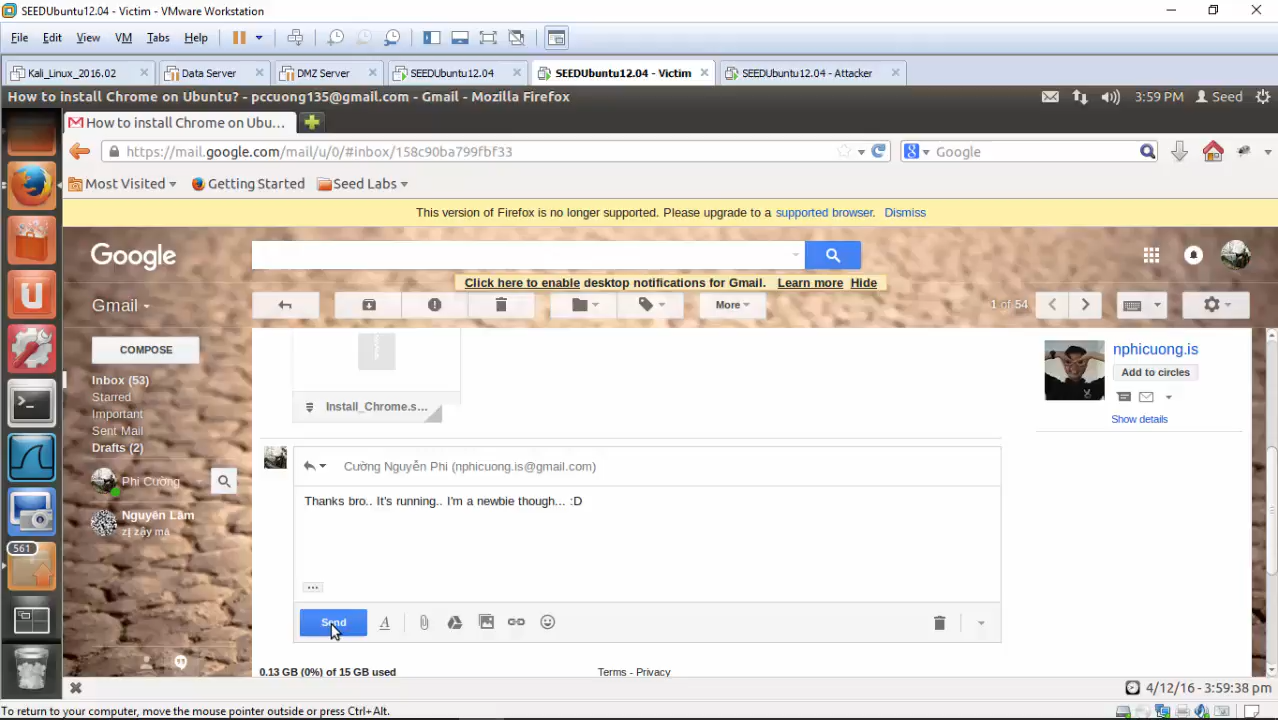 SEEDUbuntu12.04 - Victim - VMware Workstation
File Edit View VM Tabs Help
Kali_Linux_2016.02 Data Server DMZ Server SEEDUbuntu12.04 SEEDUbuntu12.04 - Victim SEEDUbuntu12.04 - Attacker
How to install Chrome on Ubuntu? - pccuong135@gmail.com - Gmail - Mozilla Firefox 3:59 PM Seed
How to install Chrome on Ubu...
https://mail.google.com/mail/u/0/#inbox/158c90ba799fbf33 Google
Most Visited Getting Started Seed Labs
This version of Firefox is no longer supported. Please upgrade to a supported browser. Dismiss
Google
Click here to enable desktop notifications for Gmail. Learn more Hide
Gmail More 1 of 54
COMPOSE
Inbox (53)
Starred
Important
Sent Mail
Drafts (2)
Phi Cường
Nguyên Lâm
zị zậy má
561
Install_Chrome.s...
Cường Nguyễn Phi (nphicuong.is@gmail.com)
Thanks bro.. It's running.. I'm a newbie though... :D
Send
nphicuong.is
Add to circles
Show details
0.13 GB (0%) of 15 GB used
Terms - Privacy
4/12/16 - 3:59:38 pm
To return to your computer, move the mouse pointer outside or press Ctrl+Alt.